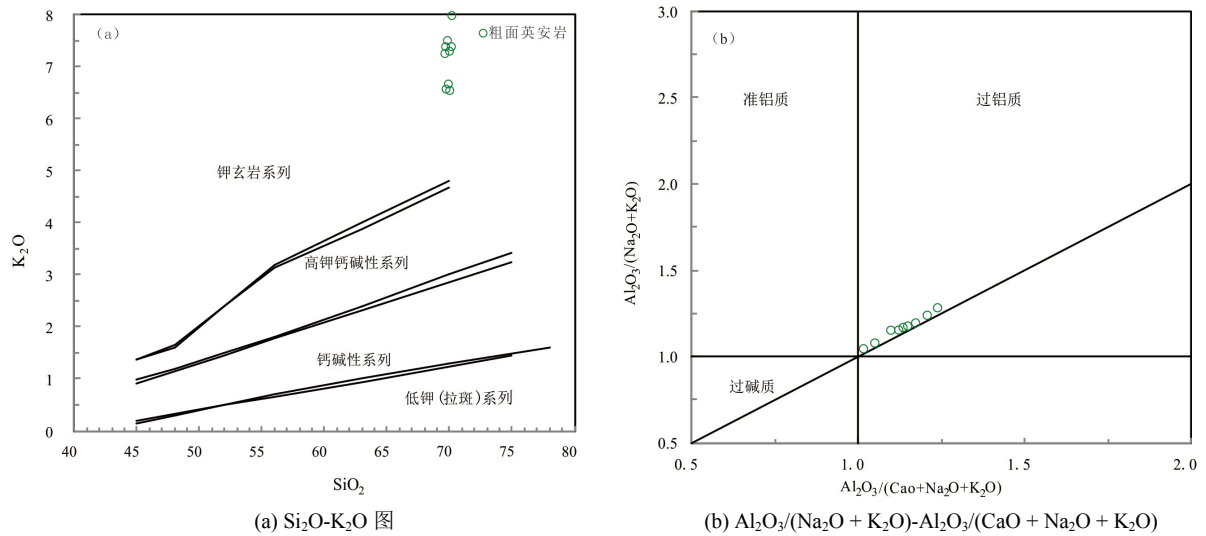 (a)
粗面英安岩
8
7
6
5
4
3
2
1
0
K₂O
钾玄岩系列
高钾钙碱性系列
钙碱性系列
低钾(拉斑)系列
40 45 50 55 60 65 70 75 80
SiO₂
(a) Si₂O-K₂O 图
(b)
3.0
2.5
2.0
1.5
1.0
0.5
Al₂O₃/(Na₂O+K₂O)
准铝质
过铝质
过碱质
0.5 1.0 1.5 2.0
Al₂O₃/(Cao+Na₂O+K₂O)
(b) Al₂O₃/(Na₂O + K₂O)-Al₂O₃/(CaO + Na₂O + K₂O)